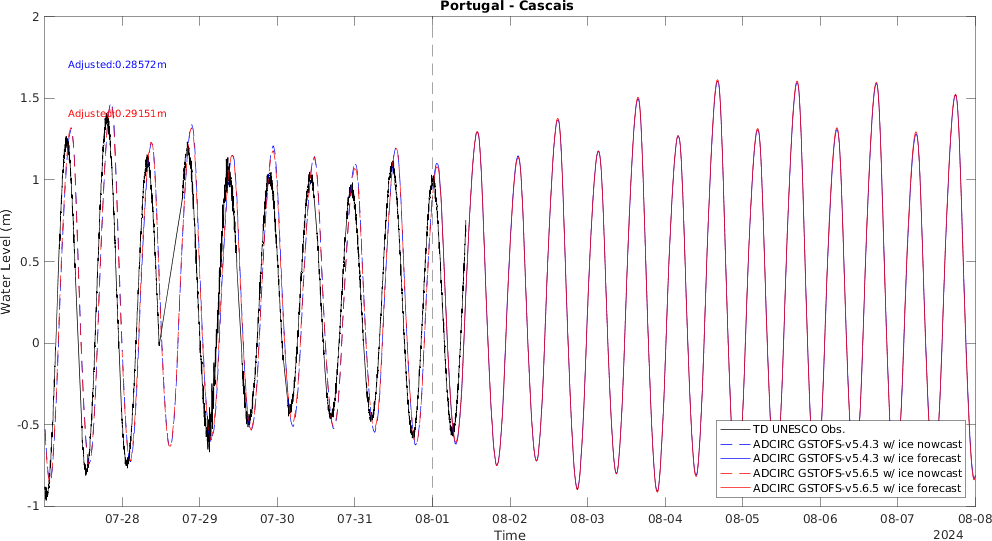 Portugal - Cascais
2
1.5
1
0.5
0
-0.5
-1
Water Level (m)
Adjusted:0.28572m
Adjusted:0.29151m
TD UNESCO Obs.
ADCIRC GSTOFS-v5.4.3 w/ ice nowcast
ADCIRC GSTOFS-v5.4.3 w/ ice forecast
ADCIRC GSTOFS-v5.6.5 w/ ice nowcast
ADCIRC GSTOFS-v5.6.5 w/ ice forecast
07-28 07-29 07-30 07-31 08-01 08-02 08-03 08-04 08-05 08-06 08-07 08-08
Time
2024